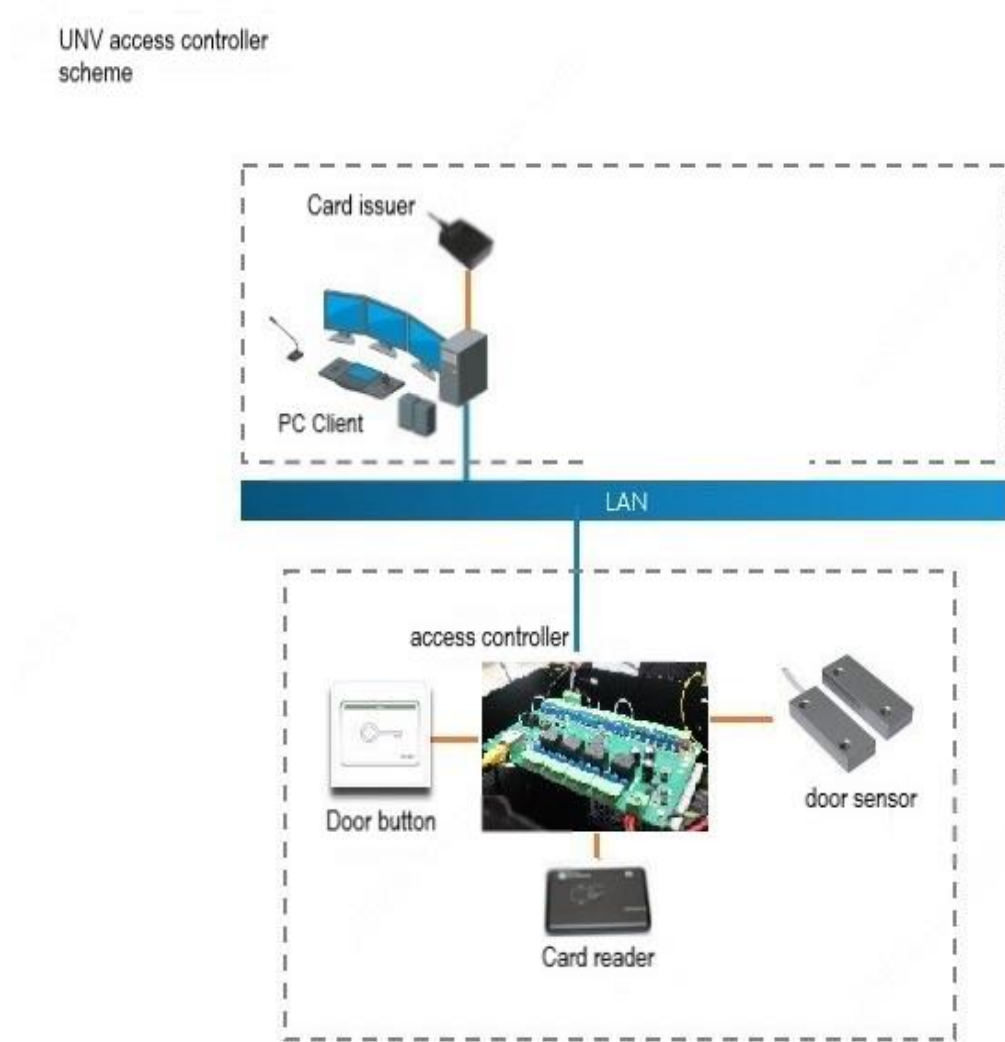 UNV access controller
scheme
Card issuer
PC Client
LAN
access controller
Door button
door sensor
Card reader